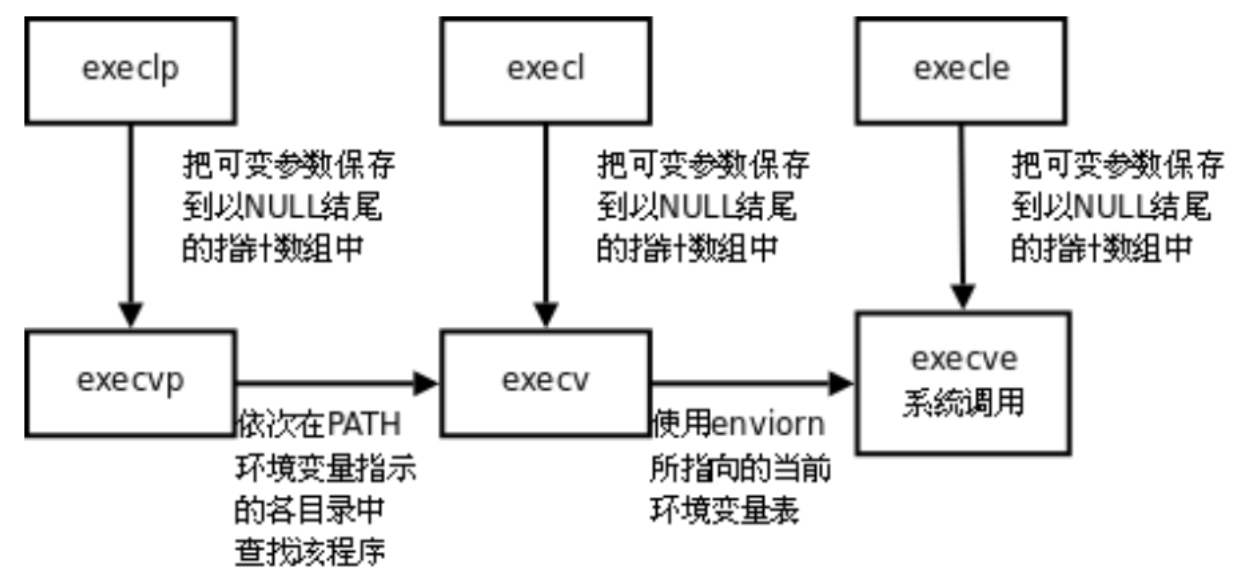 execlp
execl
execle
把可变参数保存
到以NULL结尾
的指针数组中
把可变参数保存
到以NULL结尾
的指针数组中
把可变参数保存
到以NULL结尾
的指针数组中
execvp
execv
execve
系统调用
依次在PATH
环境变量指示
的各目录中
查找该程序
使用enviorn
所指向的当前
环境变量表